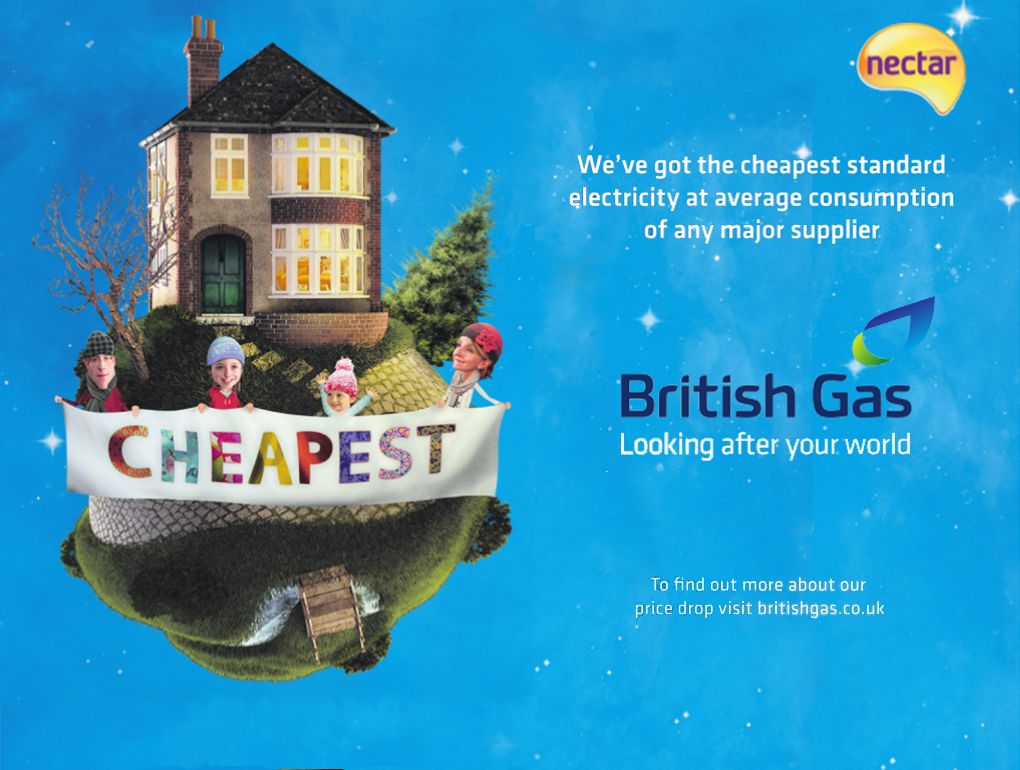 nectar
We've got the cheapest standard
electricity at average consumption
of any major supplier
CHEAPEST
British Gas
Looking after your world
To find out more about our
price drop visit britishgas.co.uk